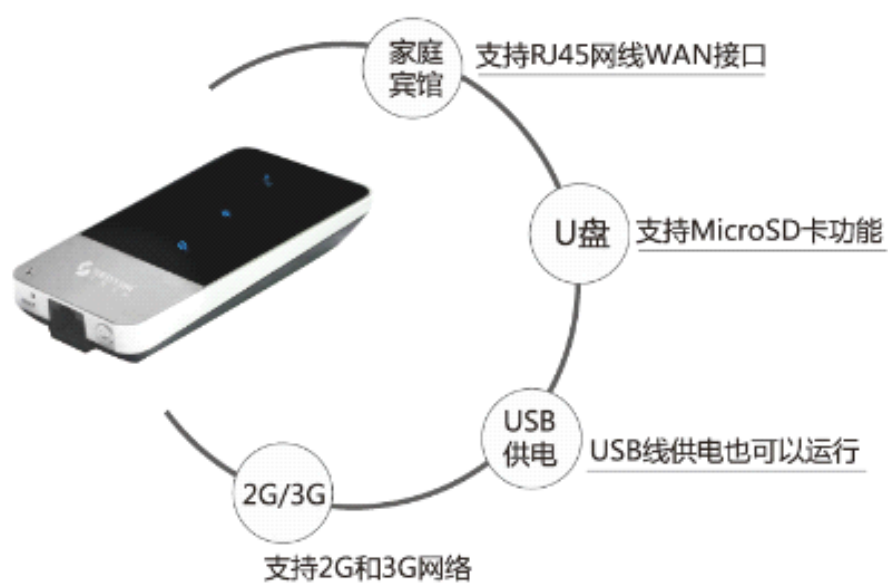 家庭
宾馆
支持RJ45网线WAN接口
U盘
支持MicroSD卡功能
USB
供电
USB线供电也可以运行
2G/3G
支持2G和3G网络